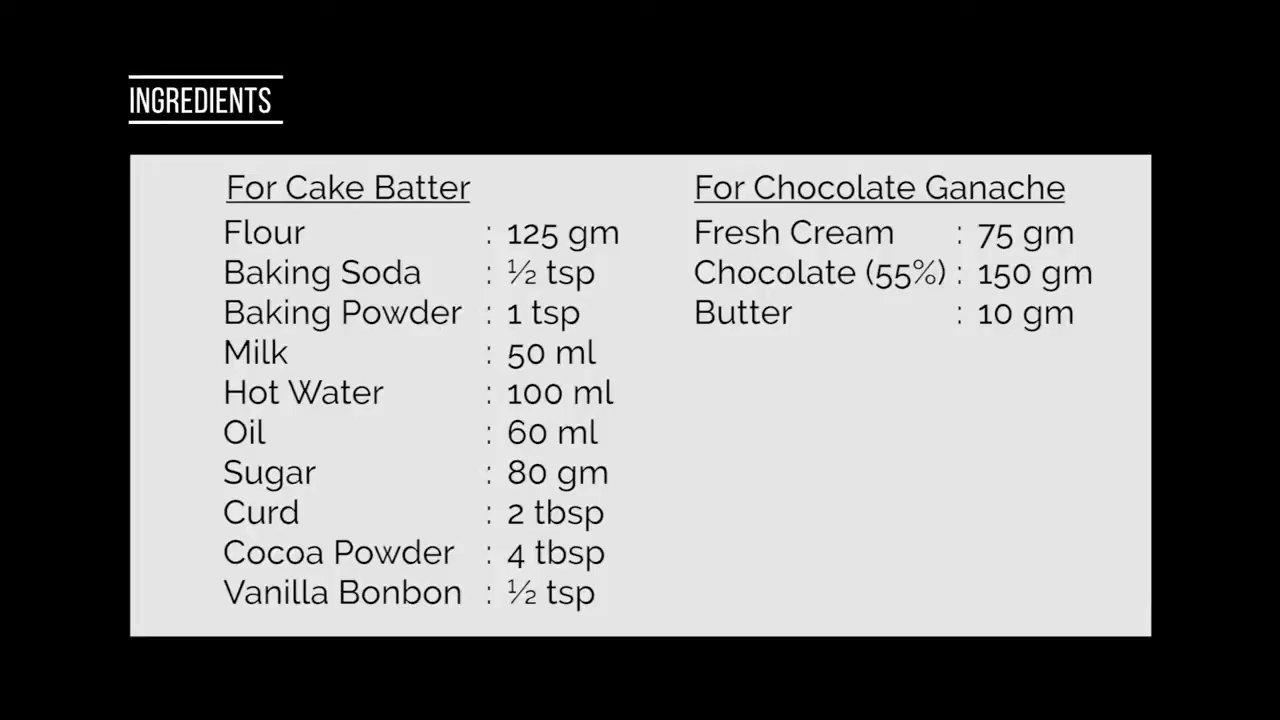 INGREDIENTS
For Cake Batter
Flour : 125 gm
Baking Soda : ½ tsp
Baking Powder : 1 tsp
Milk : 50 ml
Hot Water : 100 ml
Oil : 60 ml
Sugar : 80 gm
Curd : 2 tbsp
Cocoa Powder : 4 tbsp
Vanilla Bonbon : ½ tsp
For Chocolate Ganache
Fresh Cream : 75 gm
Chocolate (55%) : 150 gm
Butter : 10 gm